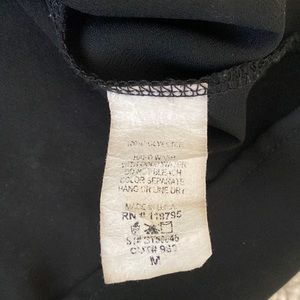 100% POLYESTER
HAND WASH
DO NOT BLEACH
COLOR SEPARATE
HANG OR LINE DRY
MADE IN U.S.A.
RN # 118795
M